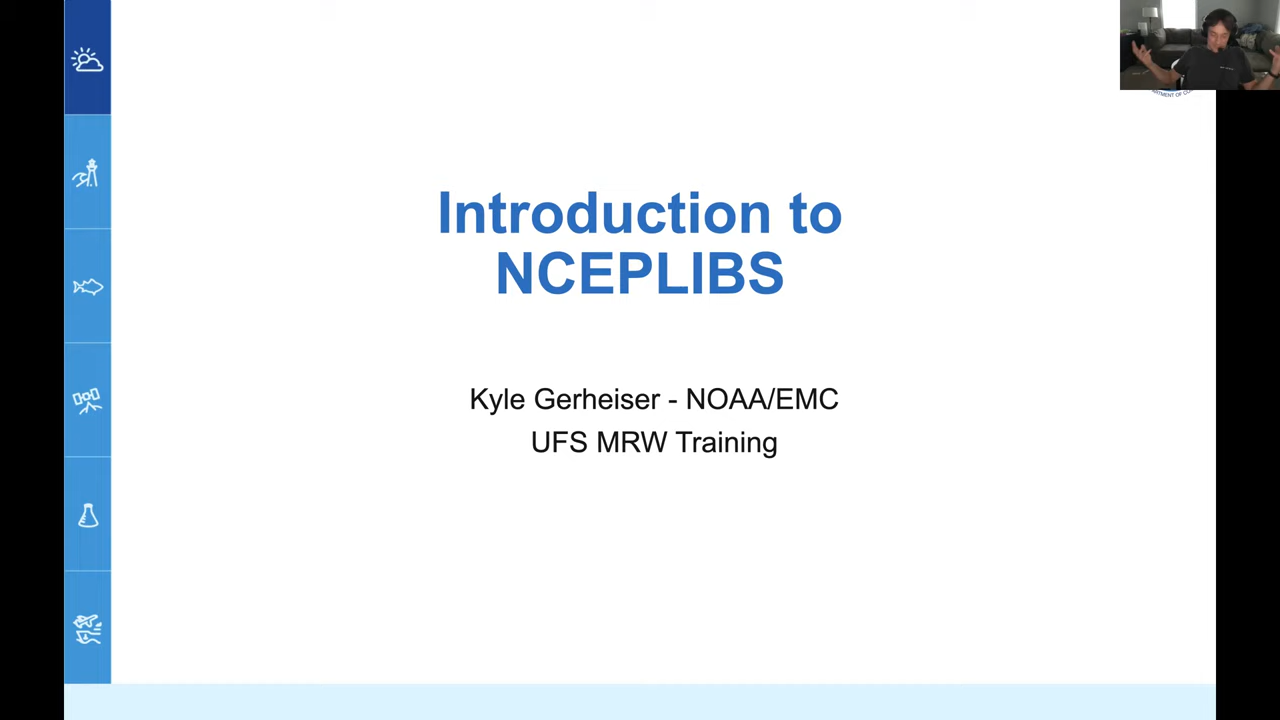 Introduction to
NCEPLIBS
Kyle Gerheiser - NOAA/EMC
UFS MRW Training